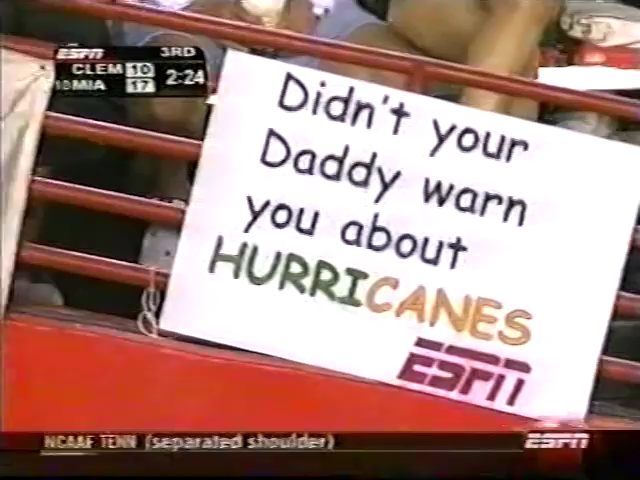 ESPN 3RD
CLEM 10
10 MIA 17 2:24
Didn't your
Daddy warn
you about
HURRICANES
ESPN
NCAAF TENN (separated shoulder) ESPN